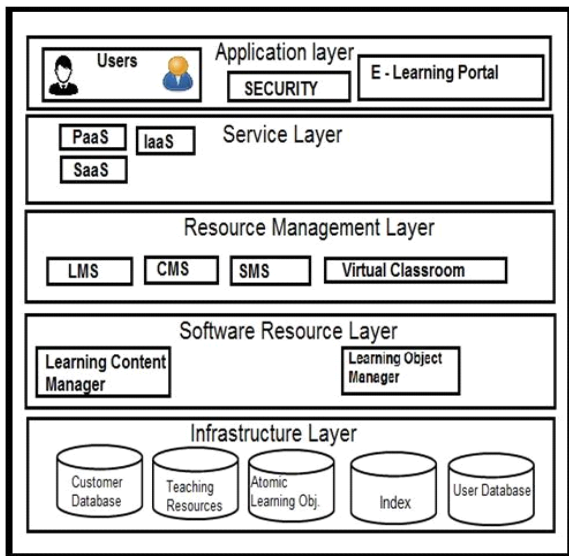 Users
Application layer
SECURITY
E - Learning Portal
PaaS
IaaS
Service Layer
SaaS
Resource Management Layer
LMS
CMS
SMS
Virtual Classroom
Software Resource Layer
Learning Content
Manager
Learning Object
Manager
Infrastructure Layer
Customer
Database
Teaching
Resources
Atomic
Learning Obj.
Index
User Database